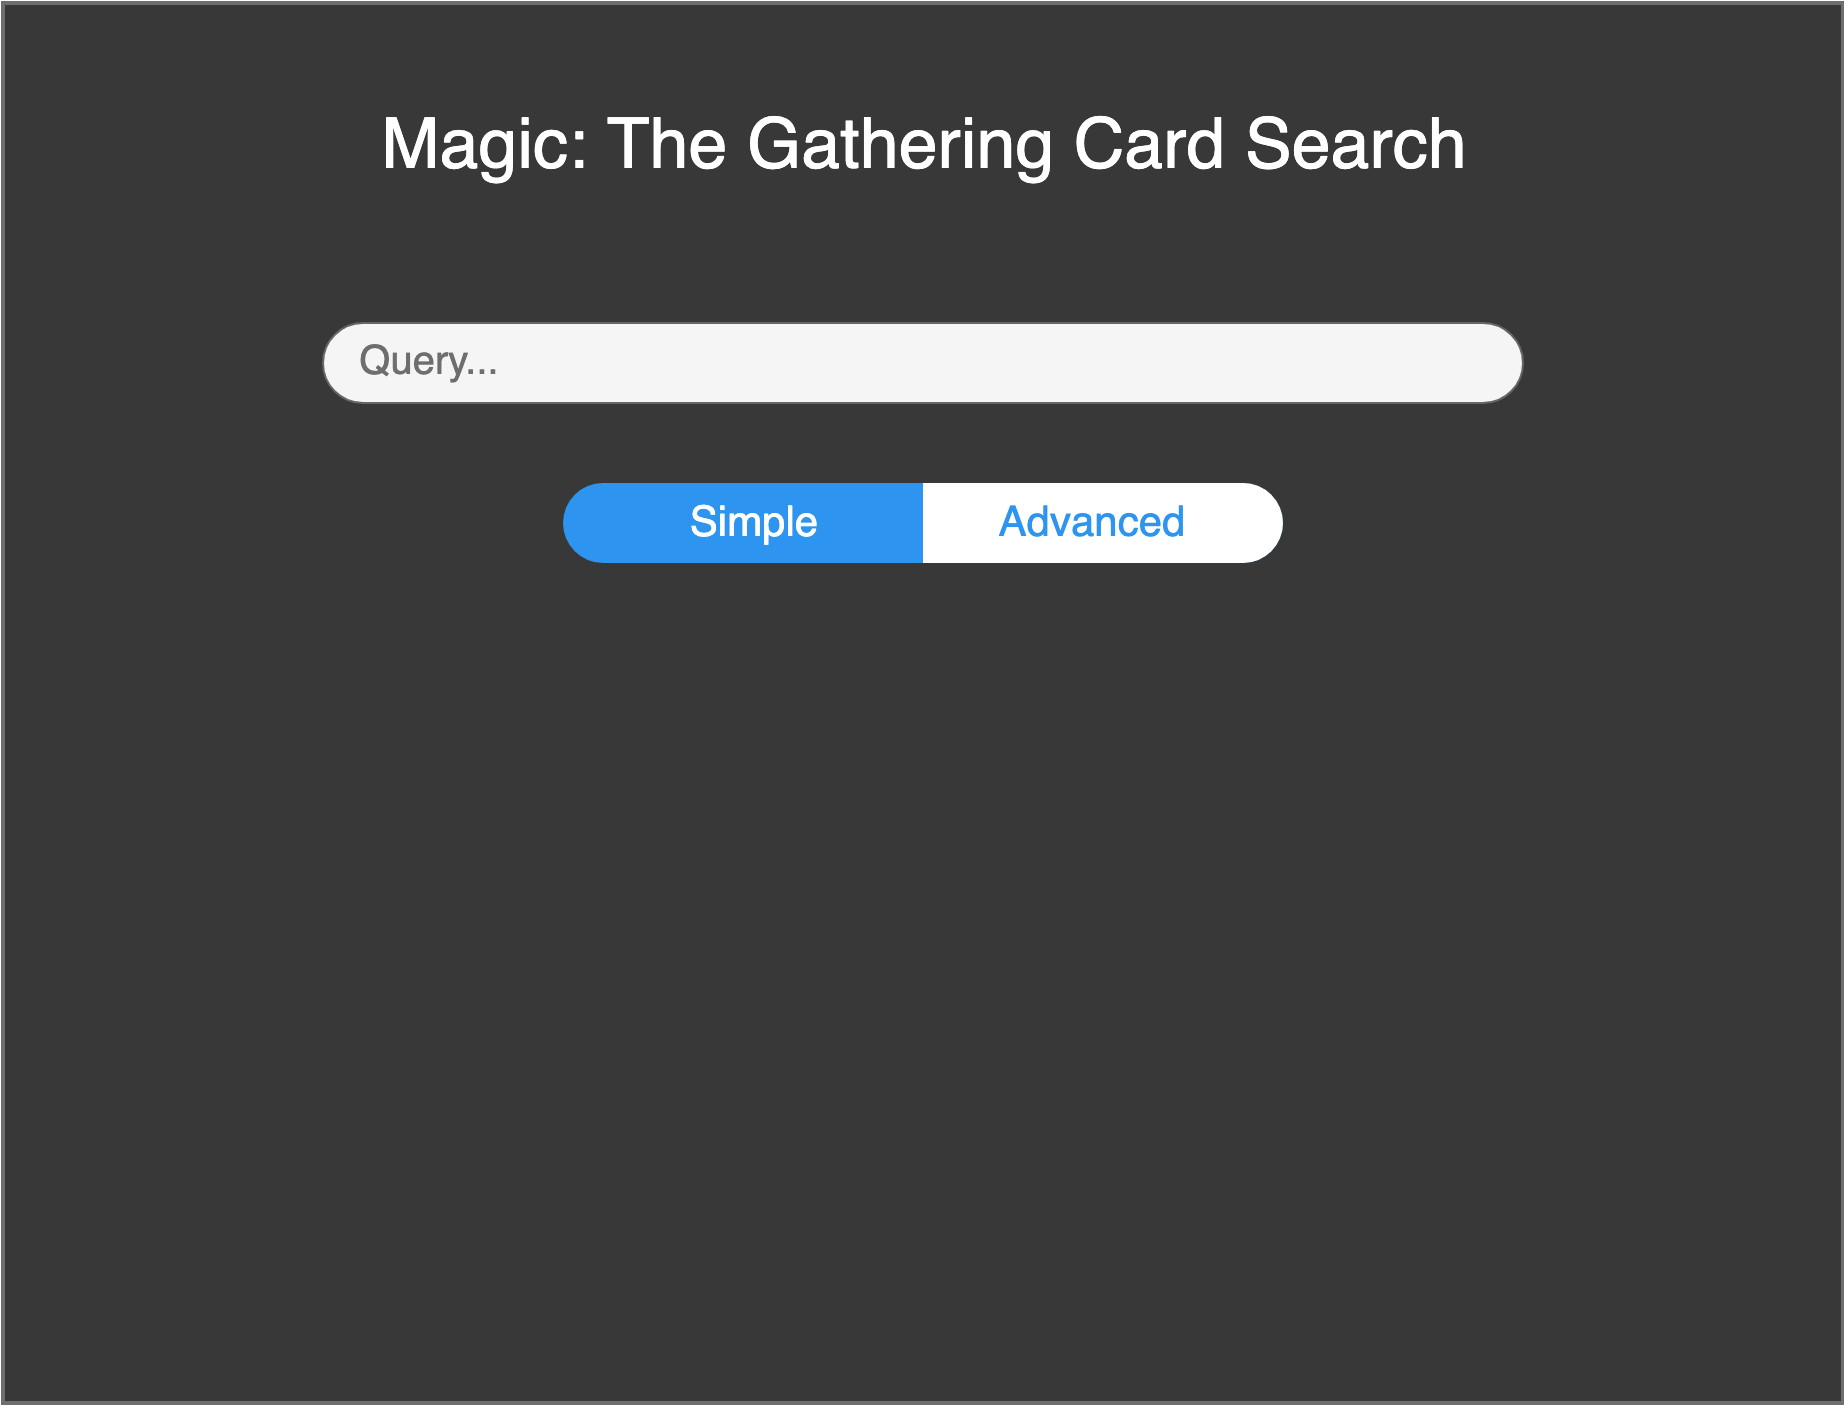 Magic: The Gathering Card Search
Query...
Simple
Advanced